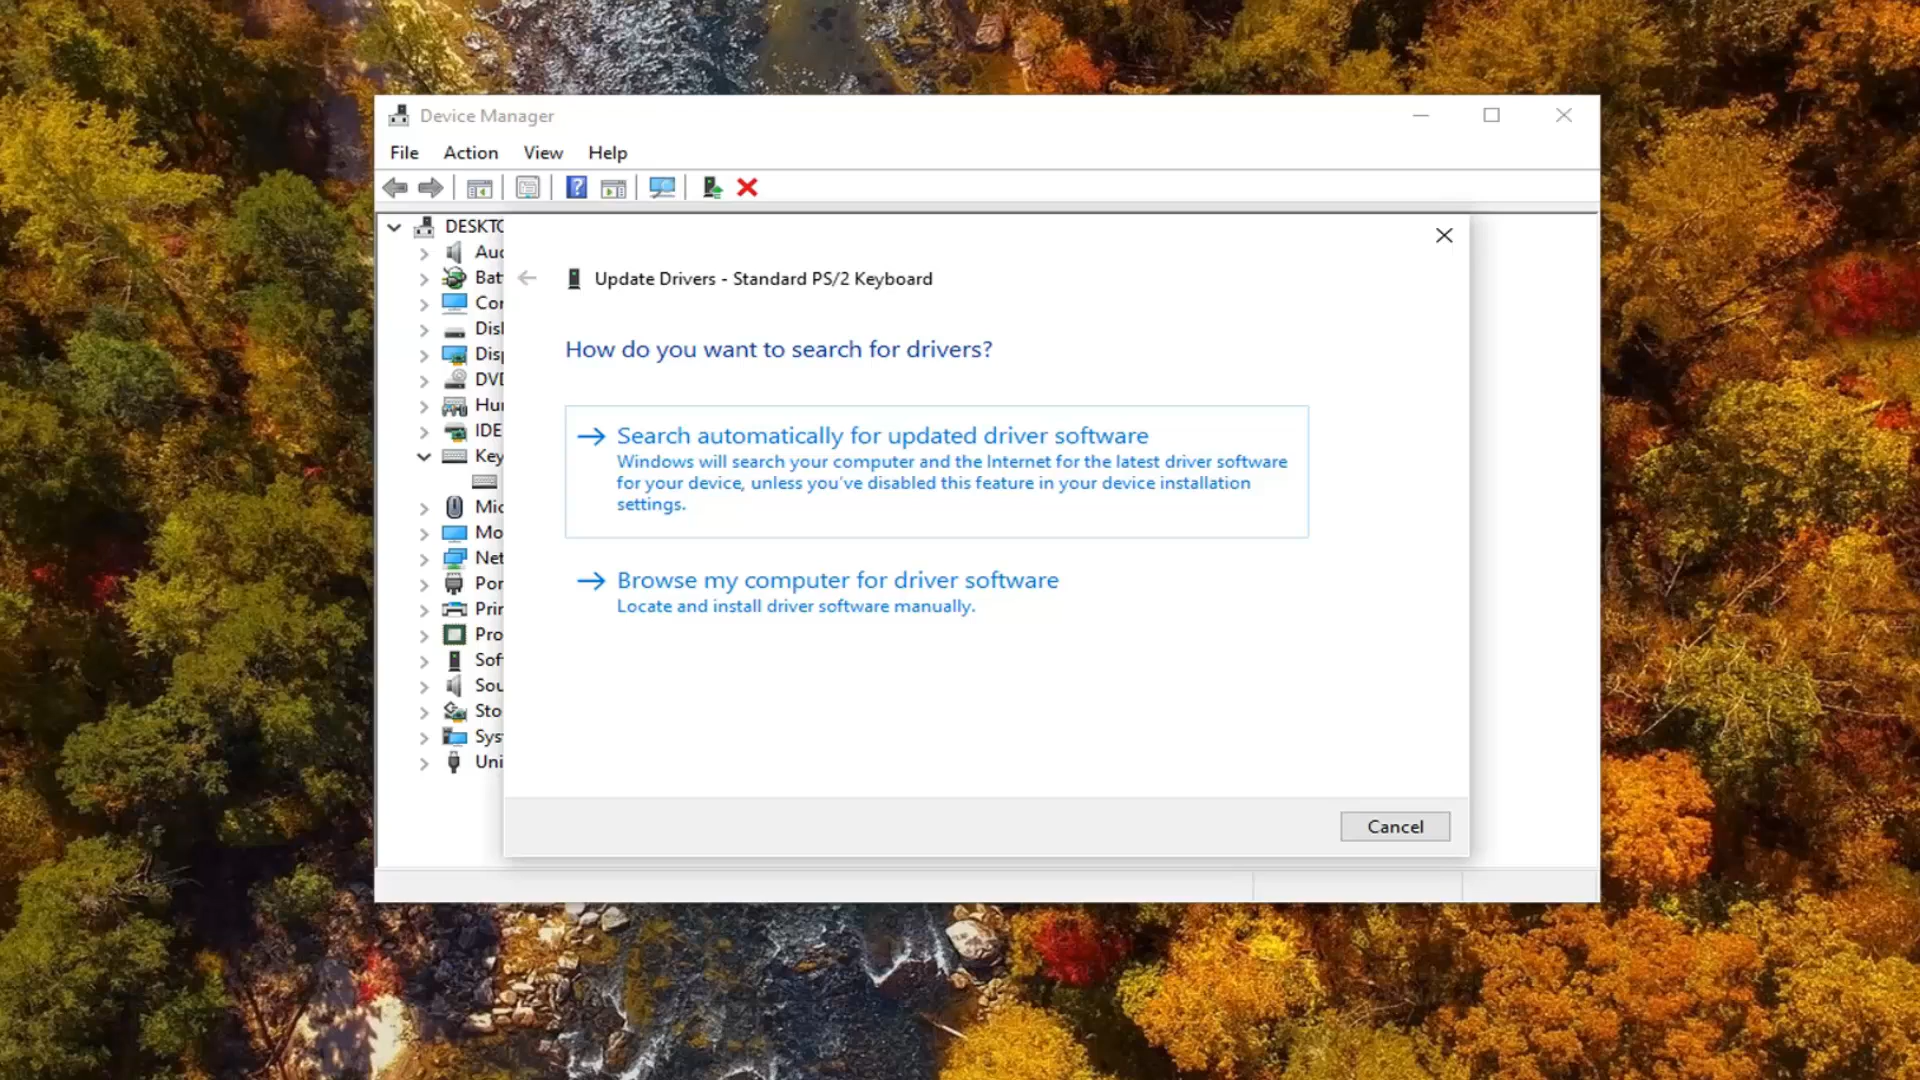 Device Manager
File Action View Help
DESKTO
Aud
Batt
Cor
Disl
Disp
DVD
Hur
IDE
Key
Mic
Mo
Net
Por
Prin
Pro
Sof
Sou
Sto
Sys
Uni
Update Drivers - Standard PS/2 Keyboard
How do you want to search for drivers?
Search automatically for updated driver software
Windows will search your computer and the Internet for the latest driver software
for your device, unless you've disabled this feature in your device installation
settings.
Browse my computer for driver software
Locate and install driver software manually.
Cancel